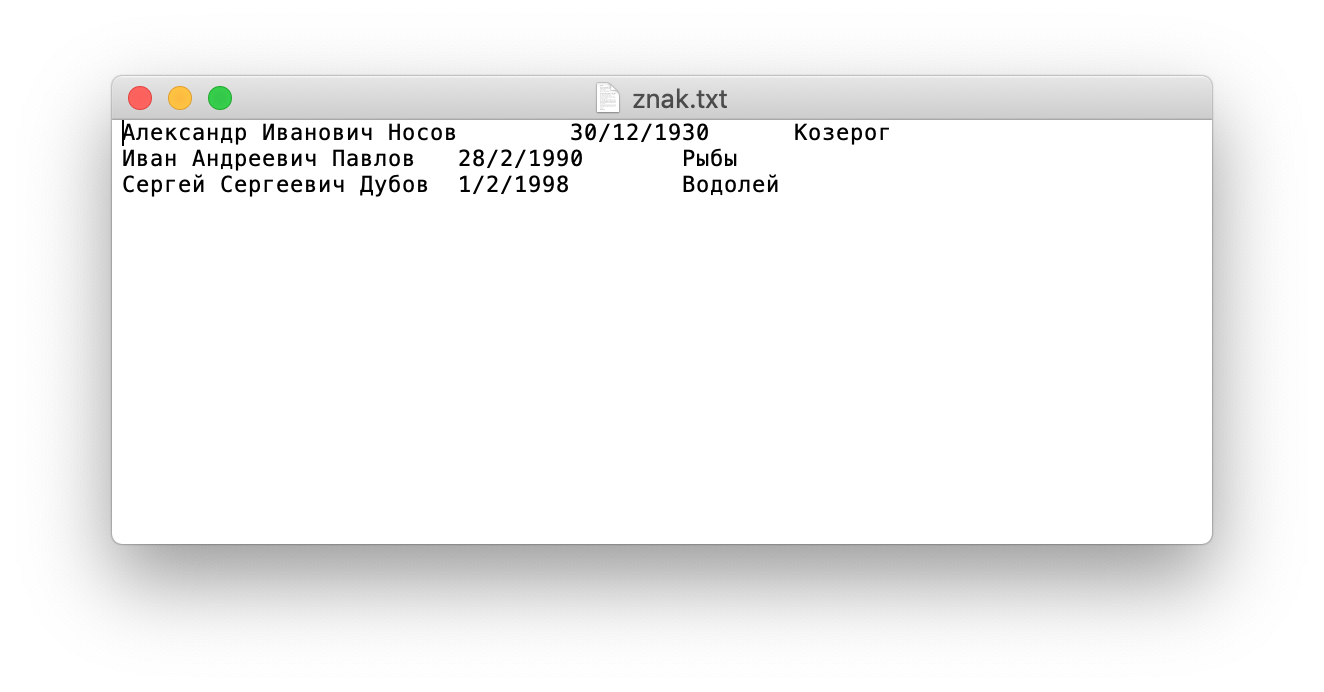 znak.txt
Александр Иванович Носов 30/12/1930 Козерог
Иван Андреевич Павлов 28/2/1990 Рыбы
Сергей Сергеевич Дубов 1/2/1998 Водолей